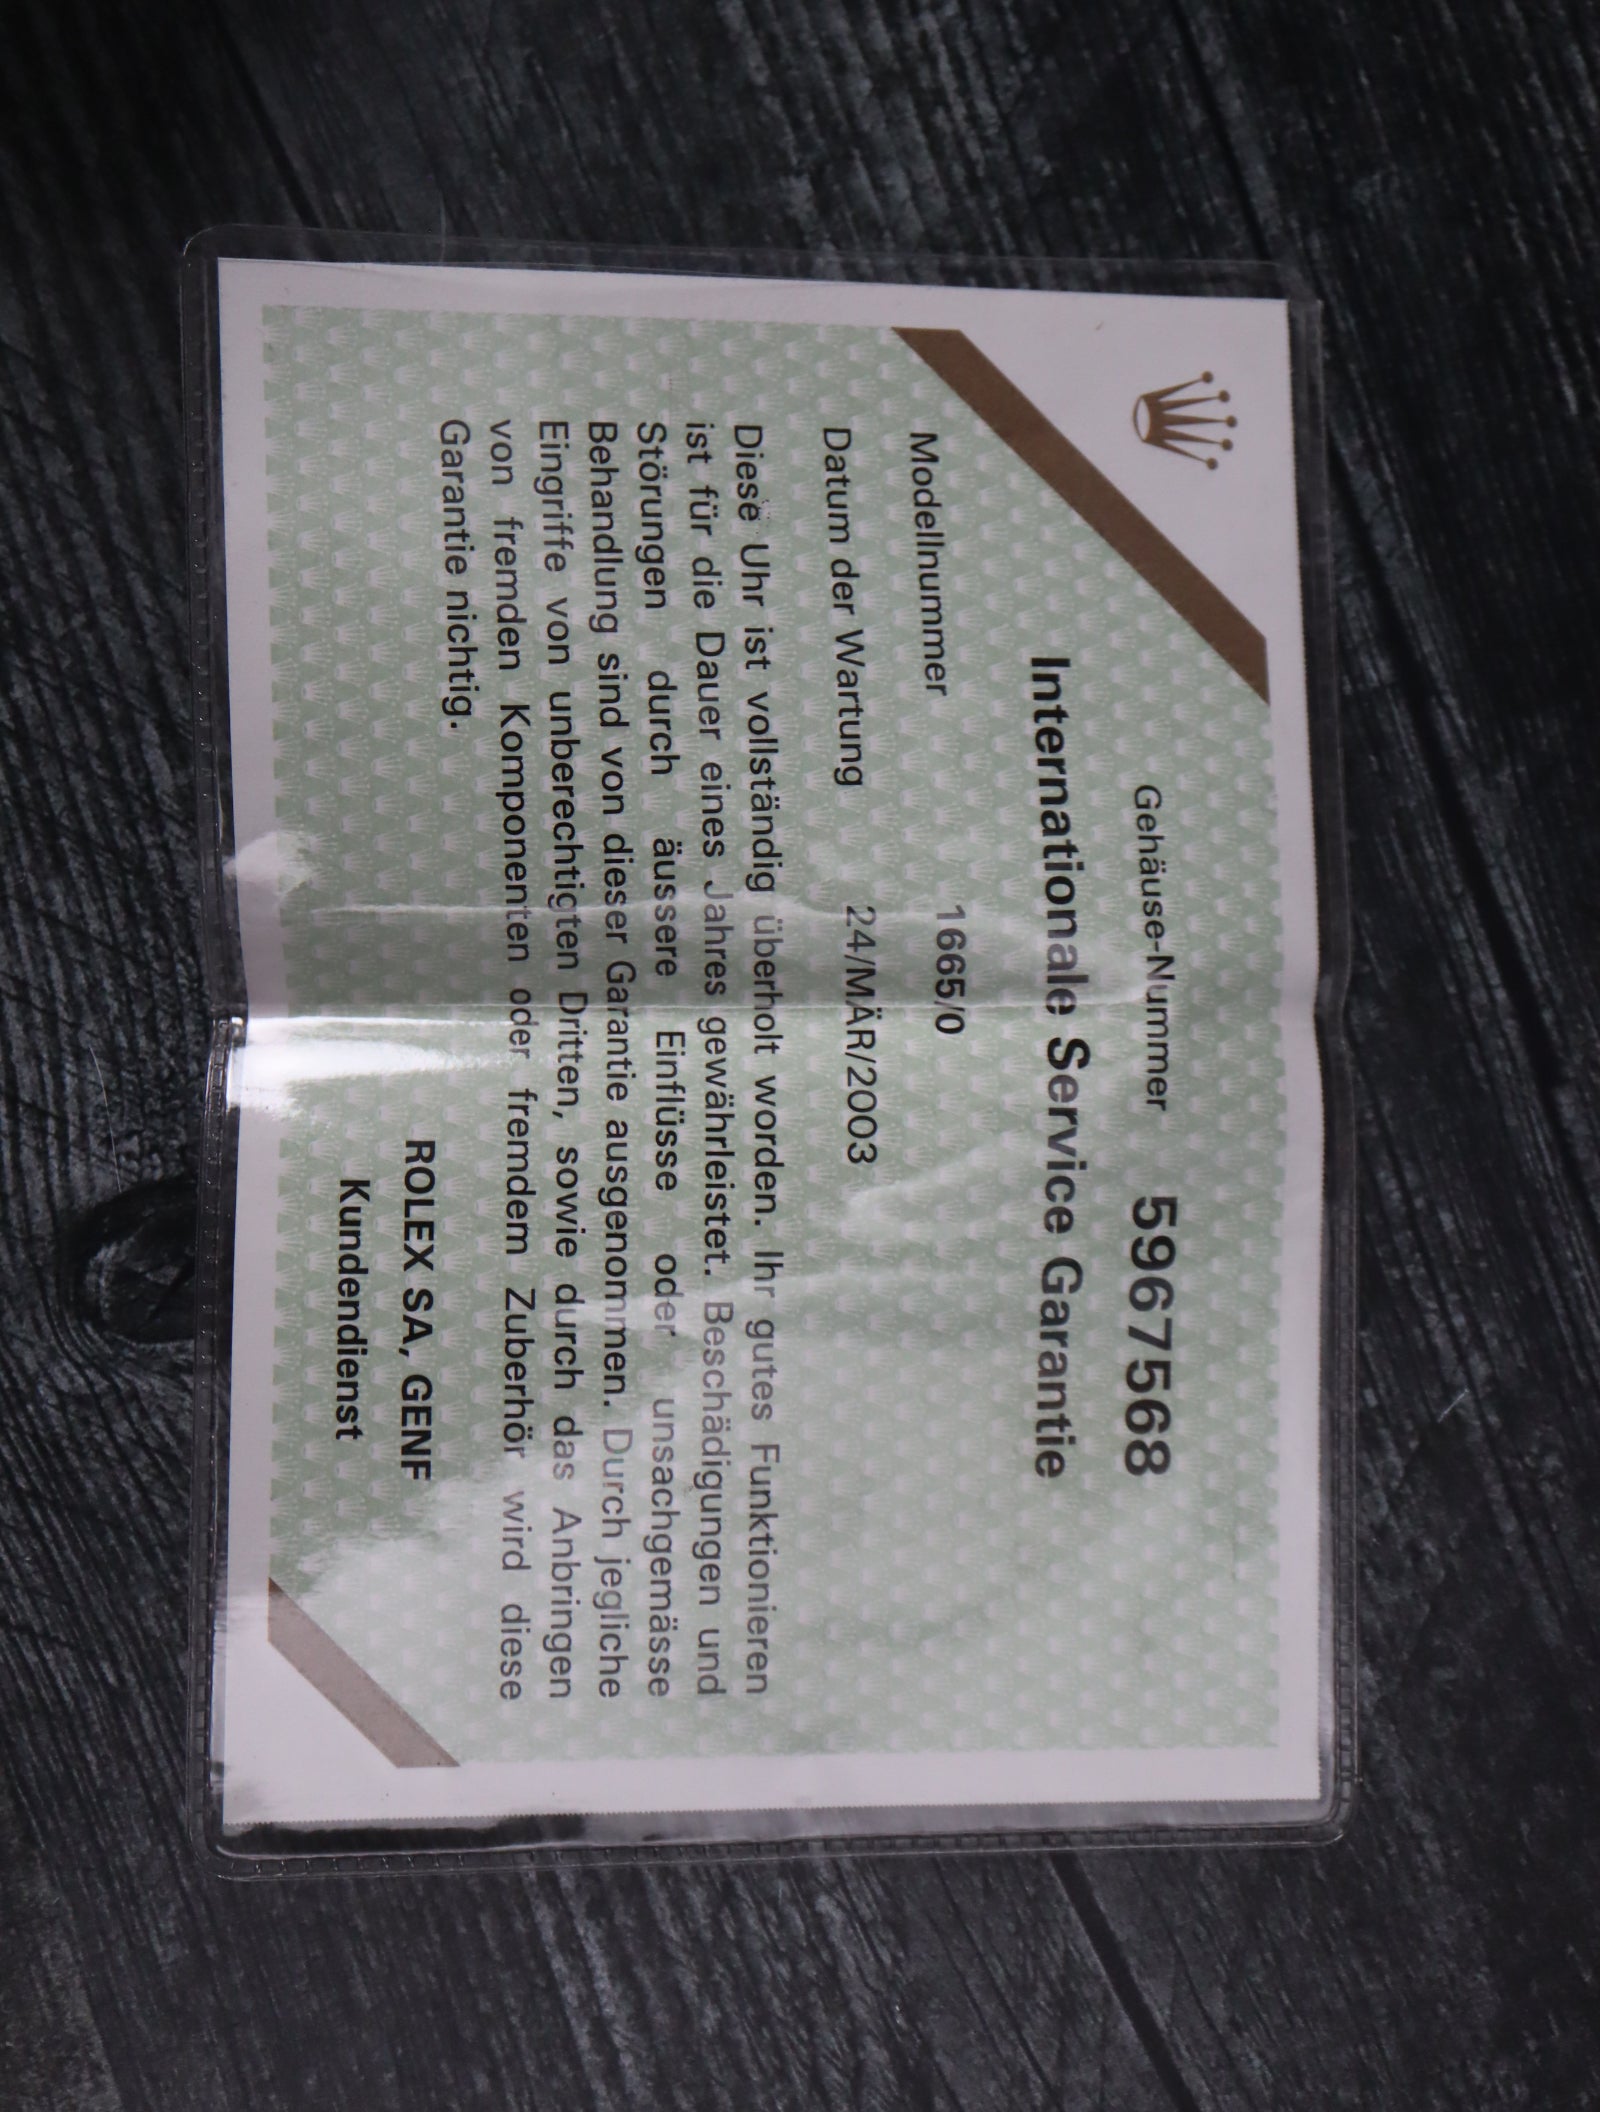 Gehäuse-Nummer 5967568
Internationale Service Garantie
Modellnummer 1665/0
Datum der Wartung 24/MÄR/2003
Diese Uhr ist vollständig überholt worden. Ihr gutes Funktionieren
ist für die Dauer eines Jahres gewährleistet. Beschädigungen und
Störungen durch äussere Einflüsse oder unsachgemässe
Behandlung sind von dieser Garantie ausgenommen. Durch jegliche
Eingriffe von unberechtigten Dritten, sowie durch das Anbringen
von fremden Komponenten oder fremdem Zuberhör wird diese
Garantie nichtig.
ROLEX SA, GENF
Kundendienst